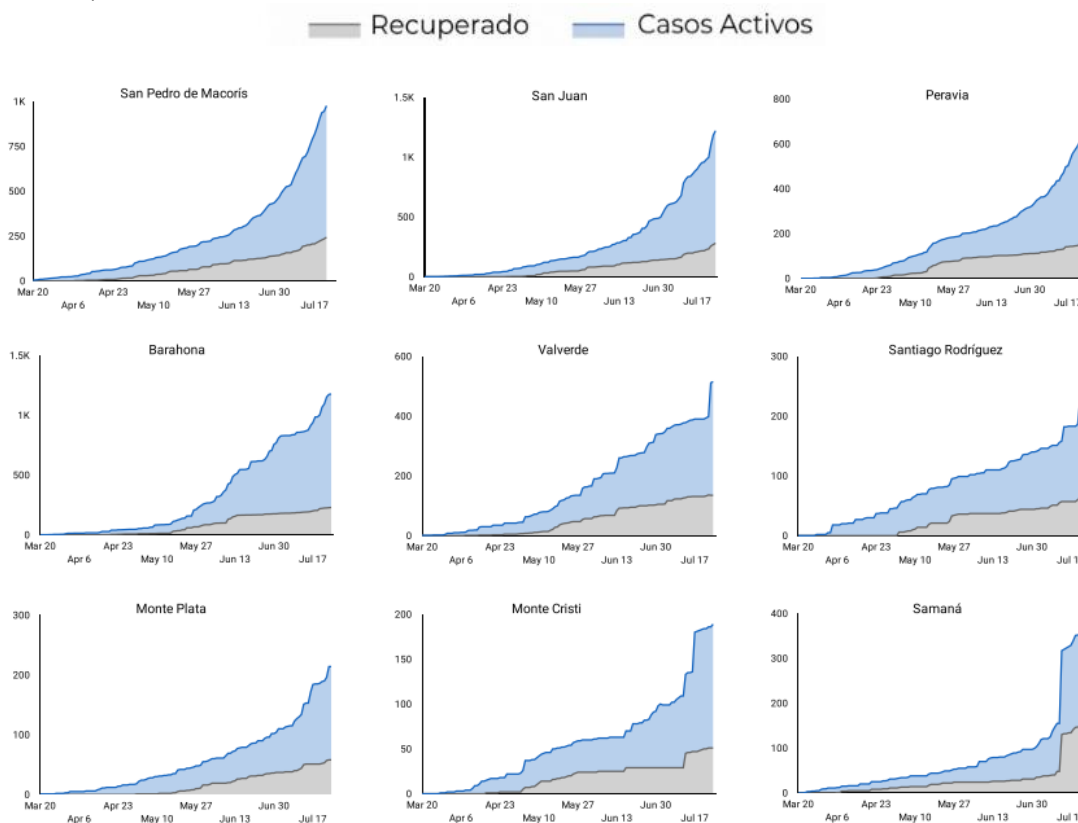 Recuperado Casos Activos
San Pedro de Macorís
1K
750
500
250
0
Mar 20 Apr 23 May 27 Jun 30
Apr 6 May 10 Jun 13 Jul 17
San Juan
1.5K
1K
500
0
Mar 20 Apr 23 May 27 Jun 30
Apr 6 May 10 Jun 13 Jul 17
Peravia
800
600
400
200
0
Mar 20 Apr 23 May 27 Jun 30
Apr 6 May 10 Jun 13 Jul 17
Barahona
1.5K
1K
500
0
Mar 20 Apr 23 May 27 Jun 30
Apr 6 May 10 Jun 13 Jul 17
Valverde
600
400
200
0
Mar 20 Apr 23 May 27 Jun 30
Apr 6 May 10 Jun 13 Jul 17
Santiago Rodríguez
300
200
100
0
Mar 20 Apr 23 May 27 Jun 30
Apr 6 May 10 Jun 13 Jul 17
Monte Plata
300
200
100
0
Mar 20 Apr 23 May 27 Jun 30
Apr 6 May 10 Jun 13 Jul 17
Monte Cristi
200
150
100
50
0
Mar 20 Apr 23 May 27 Jun 30
Apr 6 May 10 Jun 13 Jul 17
Samaná
400
300
200
100
0
Mar 20 Apr 23 May 27 Jun 30
Apr 6 May 10 Jun 13 Jul 17